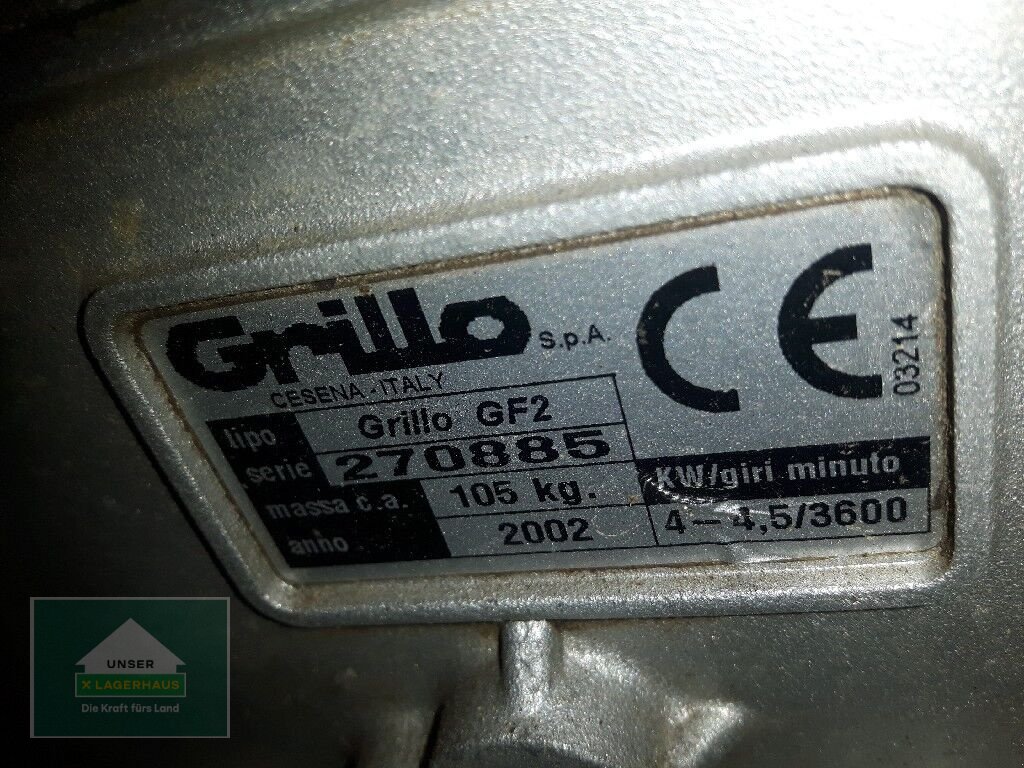 Grillo S.p.A.
CESENA - ITALY
CE
03214
tipo Grillo GF2
serie 270885
massa c.a. 105 kg.
anno 2002
KW/giri minuto
4-4,5/3600
UNSER
X LAGERHAUS
Die Kraft fürs Land